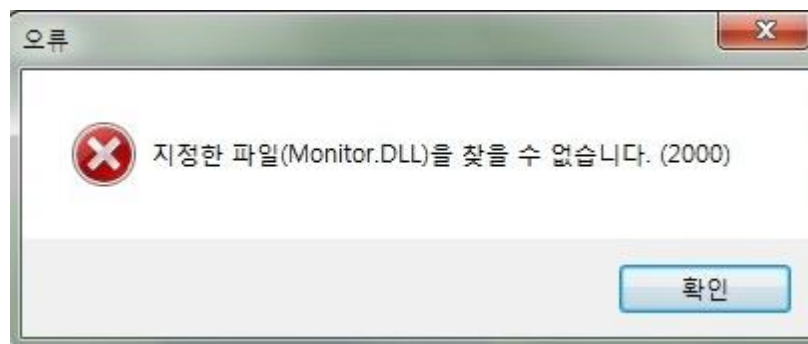 오류
지정한 파일(Monitor.DLL)을 찾을 수 없습니다. (2000)
확인